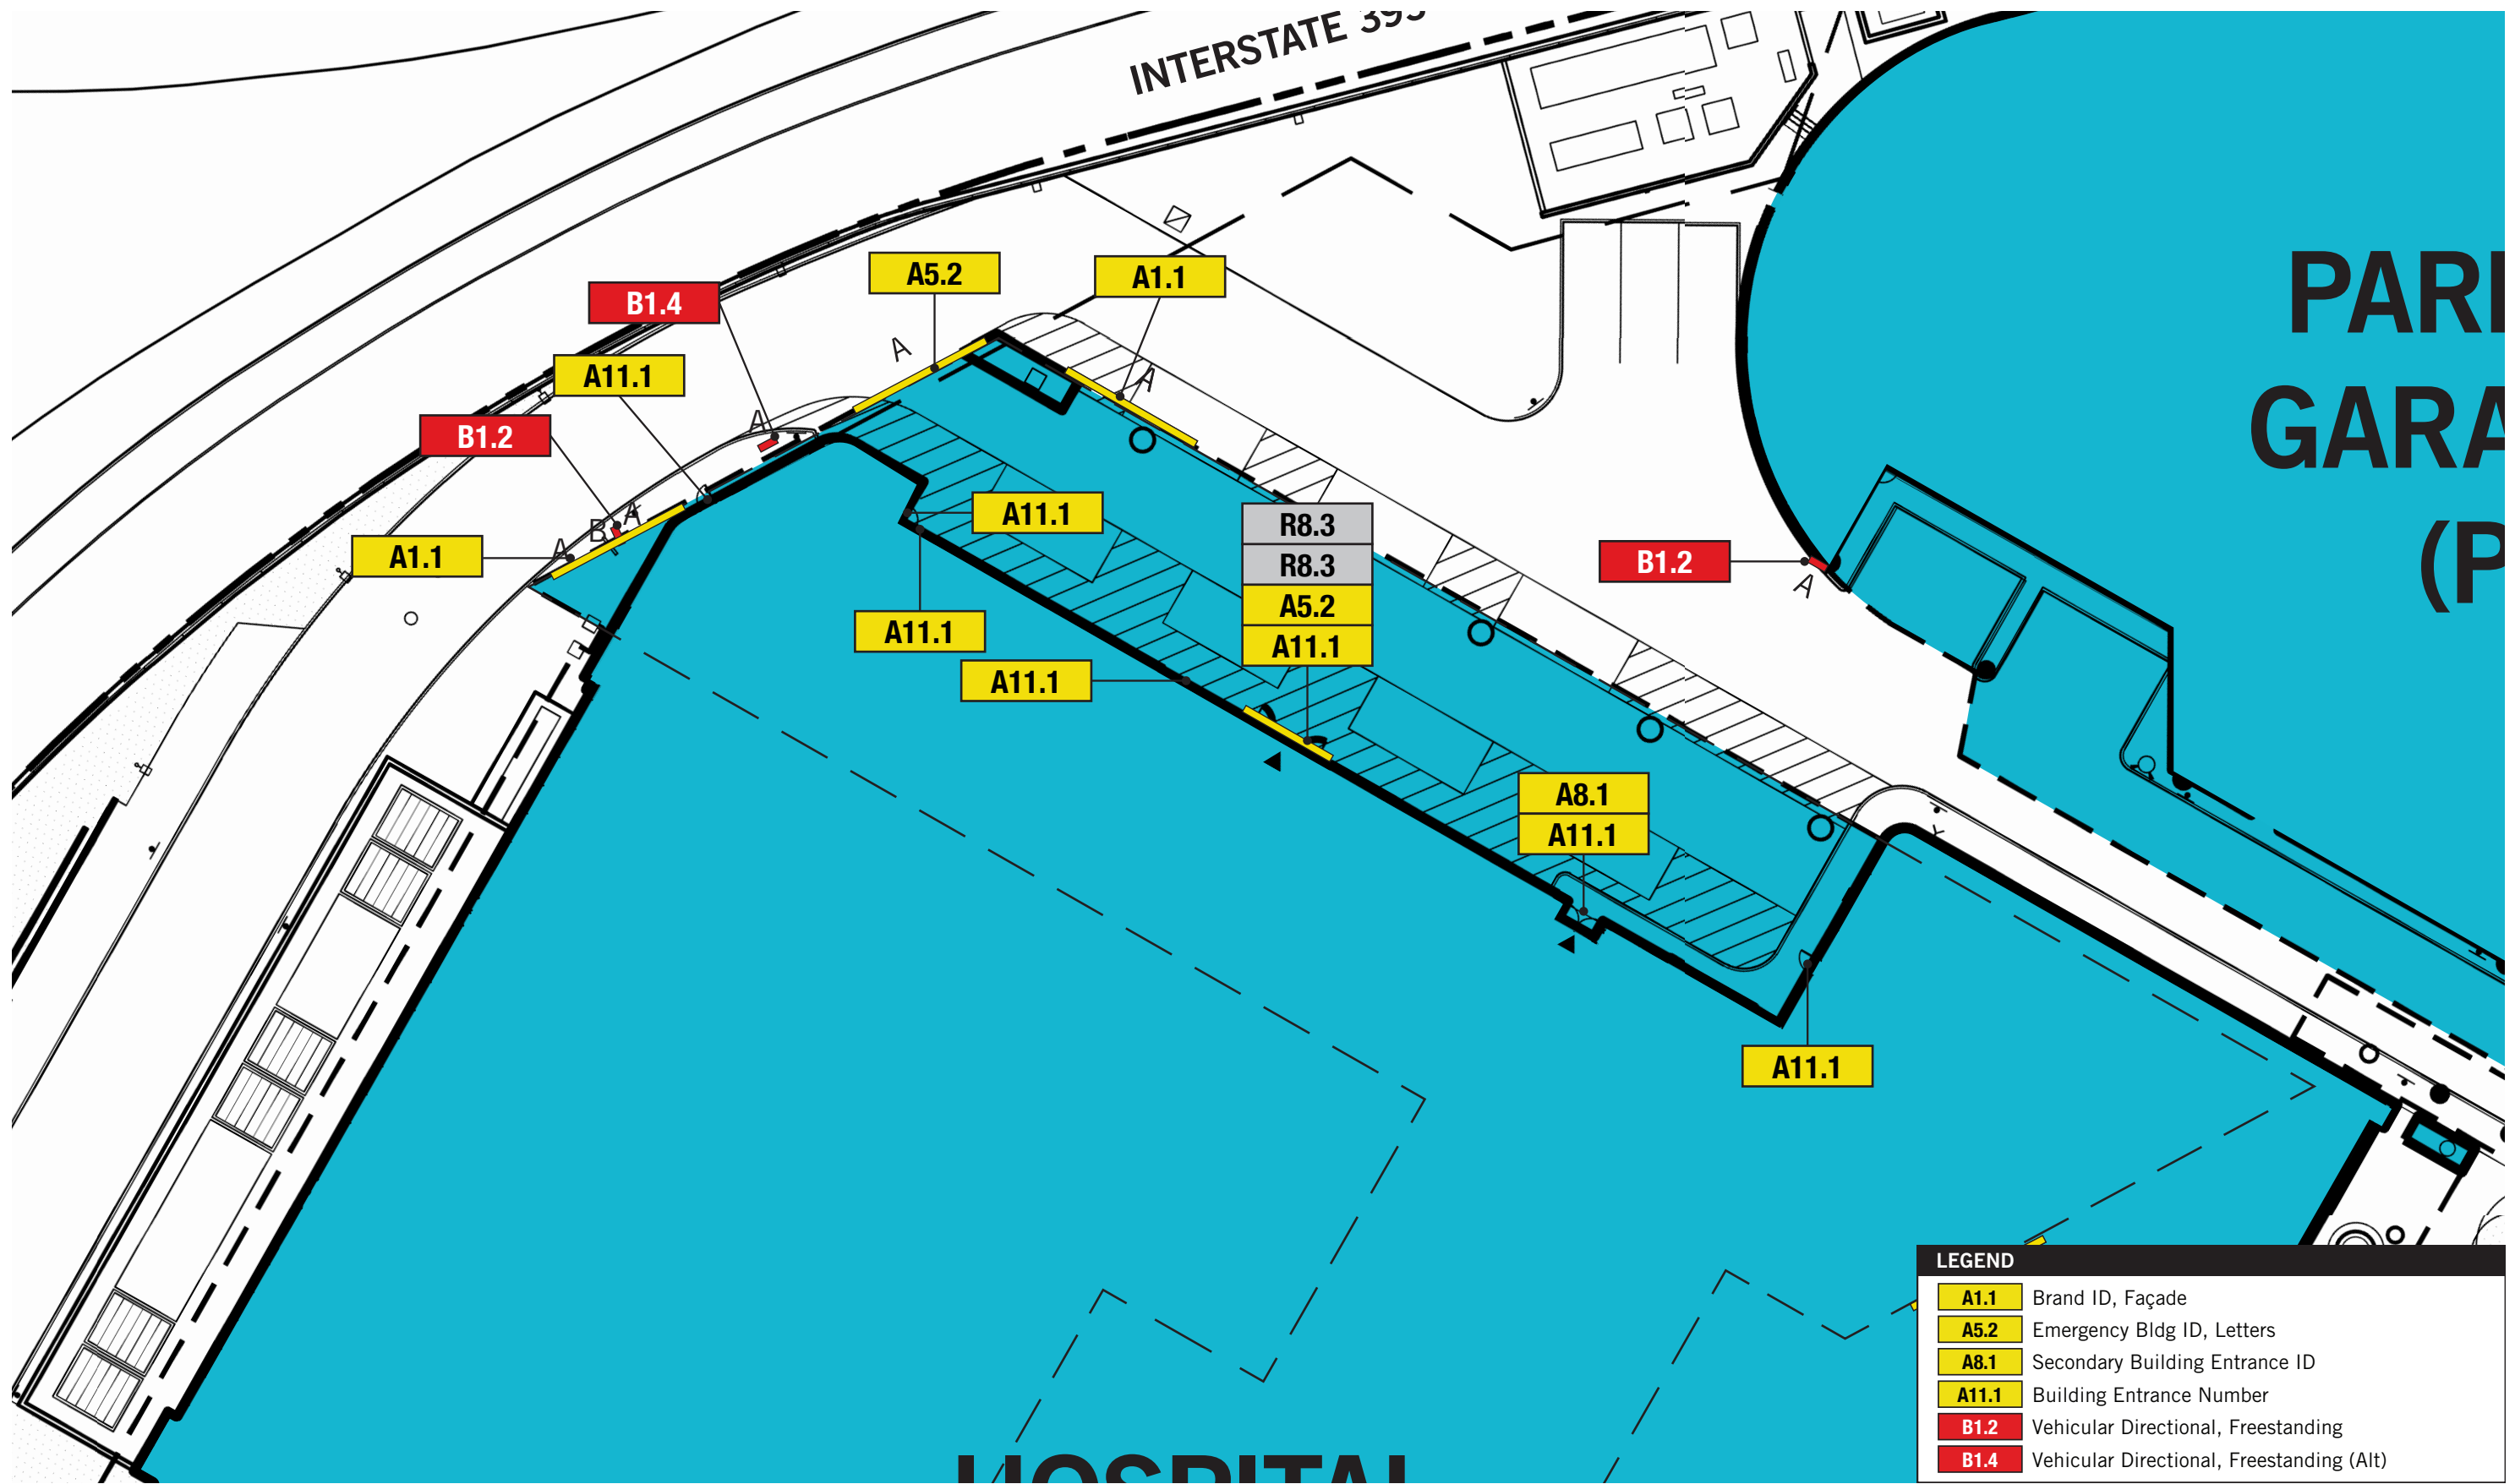 INTERSTATE 395
A5.2
A1.1
B1.4
A
A11.1
A
A
B1.2
PAR
GARA
(P
A11.1
R8.3
R8.3
A5.2
A11.1
B A
A1.1
A
B1.2
A
A11.1
A11.1
A8.1
A11.1
A11.1
LEGEND
A1.1 Brand ID, Façade
A5.2 Emergency Bldg ID, Letters
A8.1 Secondary Building Entrance ID
A11.1 Building Entrance Number
B1.2 Vehicular Directional, Freestanding
B1.4 Vehicular Directional, Freestanding (Alt)
HOSPITAL